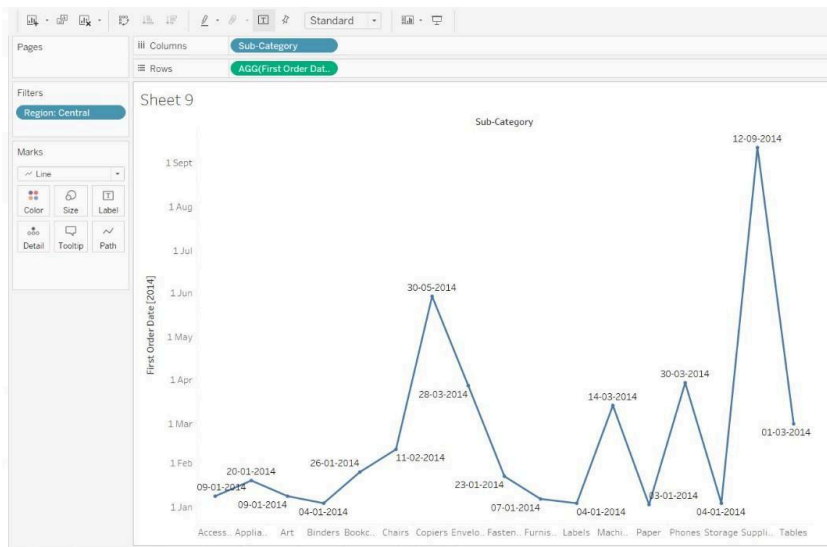 Standard
Pages
iii Columns
Sub-Category
Rows
AGG(First Order Dat..
Filters
Region: Central
Marks
Line
Color
Size
Label
Detail
Tooltip
Path
Sheet 9
Sub-Category
First Order Date [2014]
1 Sept
1 Aug
1 Jul
1 Jun
1 May
1 Apr
1 Mar
1 Feb
1 Jan
09-01-2014
20-01-2014
09-01-2014
04-01-2014
26-01-2014
11-02-2014
30-05-2014
28-03-2014
23-01-2014
07-01-2014
04-01-2014
14-03-2014
03-01-2014
30-03-2014
04-01-2014
12-09-2014
01-03-2014
Access.. Applia.. Art Binders Bookc.. Chairs Copiers Envelo.. Fasten.. Furnis.. Labels Machi.. Paper Phones Storage Suppli.. Tables